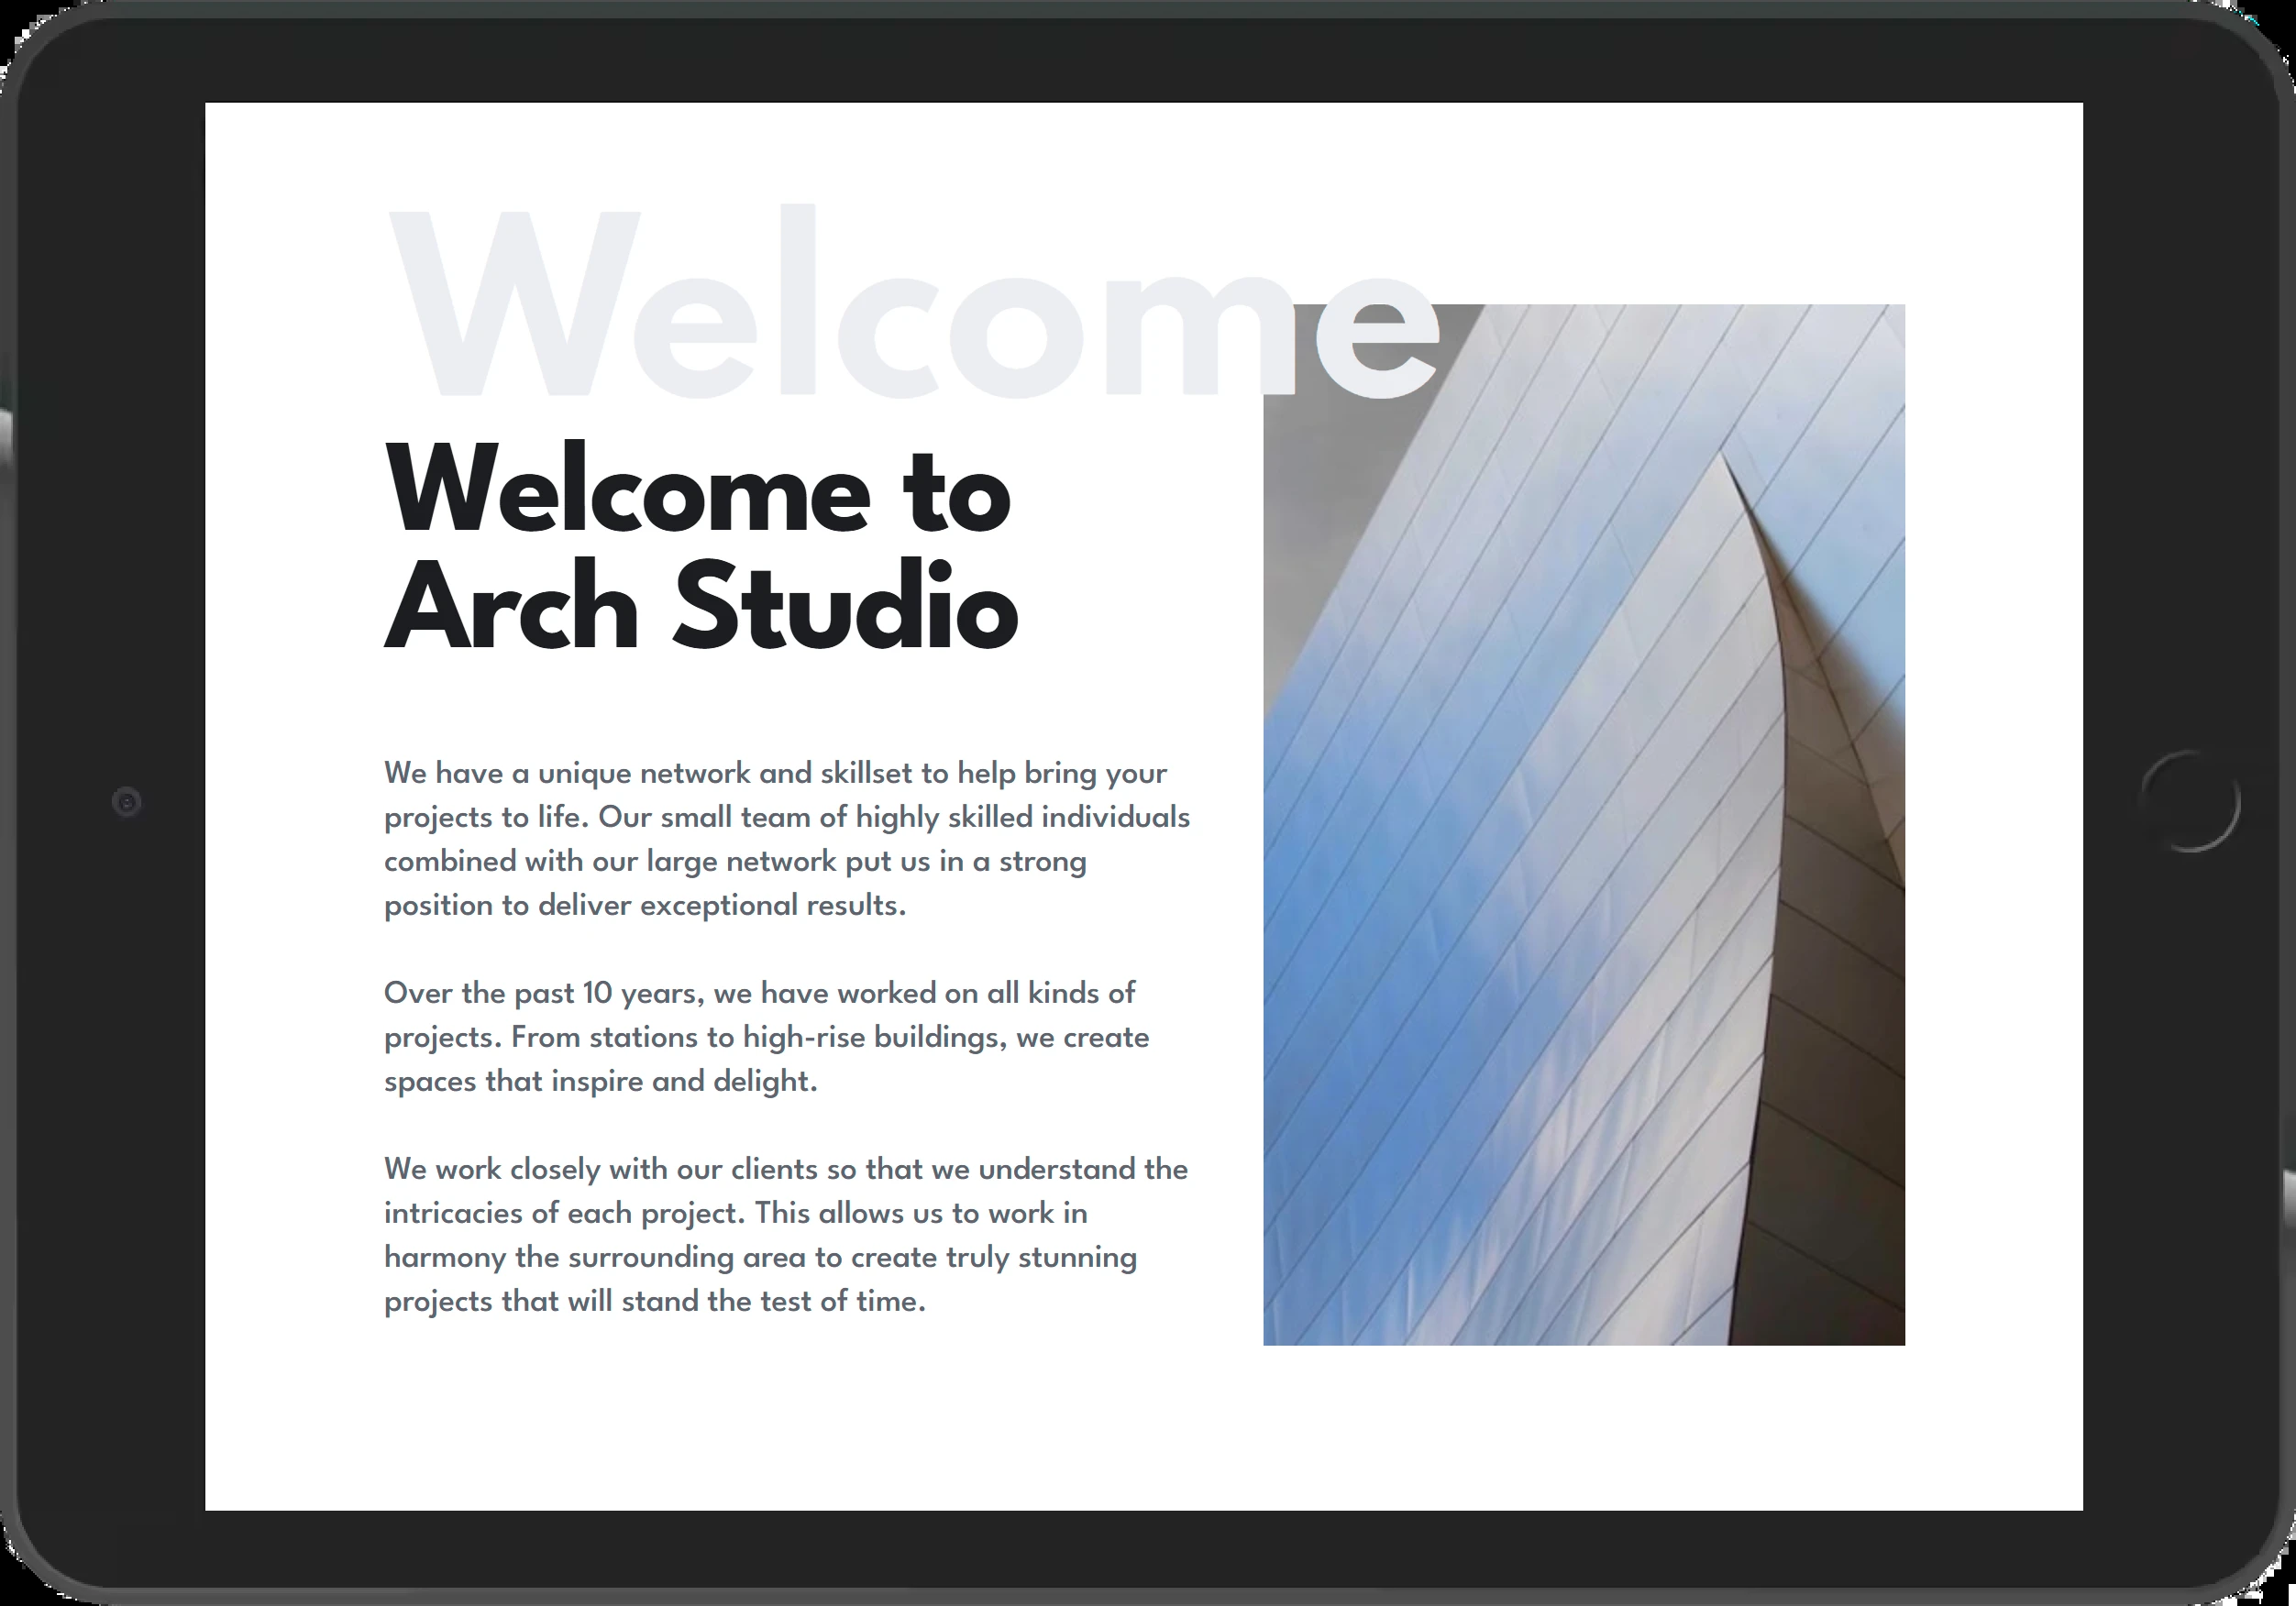 Welcome
Welcome to
Arch Studio
We have a unique network and skillset to help bring your
projects to life. Our small team of highly skilled individuals
combined with our large network put us in a strong
position to deliver exceptional results.
Over the past 10 years, we have worked on all kinds of
projects. From stations to high-rise buildings, we create
spaces that inspire and delight.
We work closely with our clients so that we understand the
intricacies of each project. This allows us to work in
harmony the surrounding area to create truly stunning
projects that will stand the test of time.